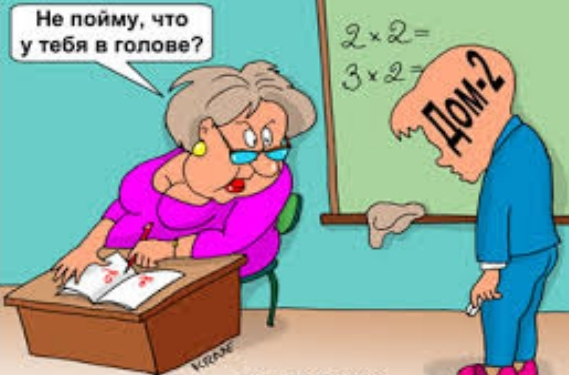 Не пойму, что
у тебя в голове?
2 x 2 =
3 x 2 =
Дом-2